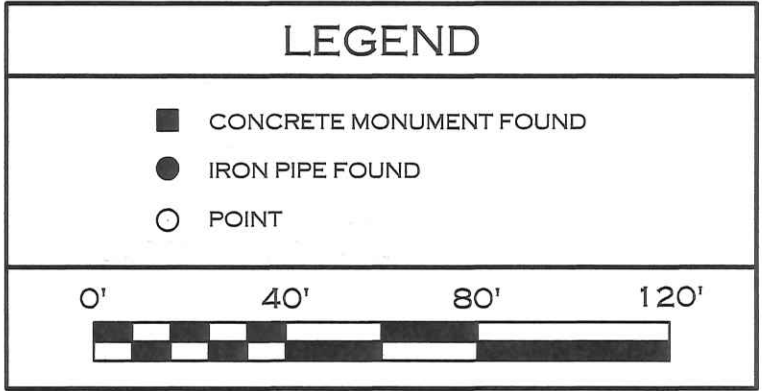 LEGEND
CONCRETE MONUMENT FOUND
IRON PIPE FOUND
POINT
0' 40' 80' 120'